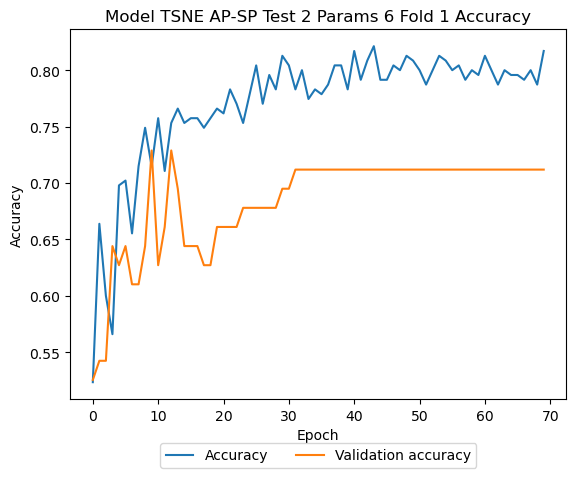 Model TSNE AP-SP Test 2 Params 6 Fold 1 Accuracy
0.80
0.75
0.70
0.65
0.60
0.55
Accuracy
0 10 20 30 40 50 60 70
Epoch
Accuracy Validation accuracy